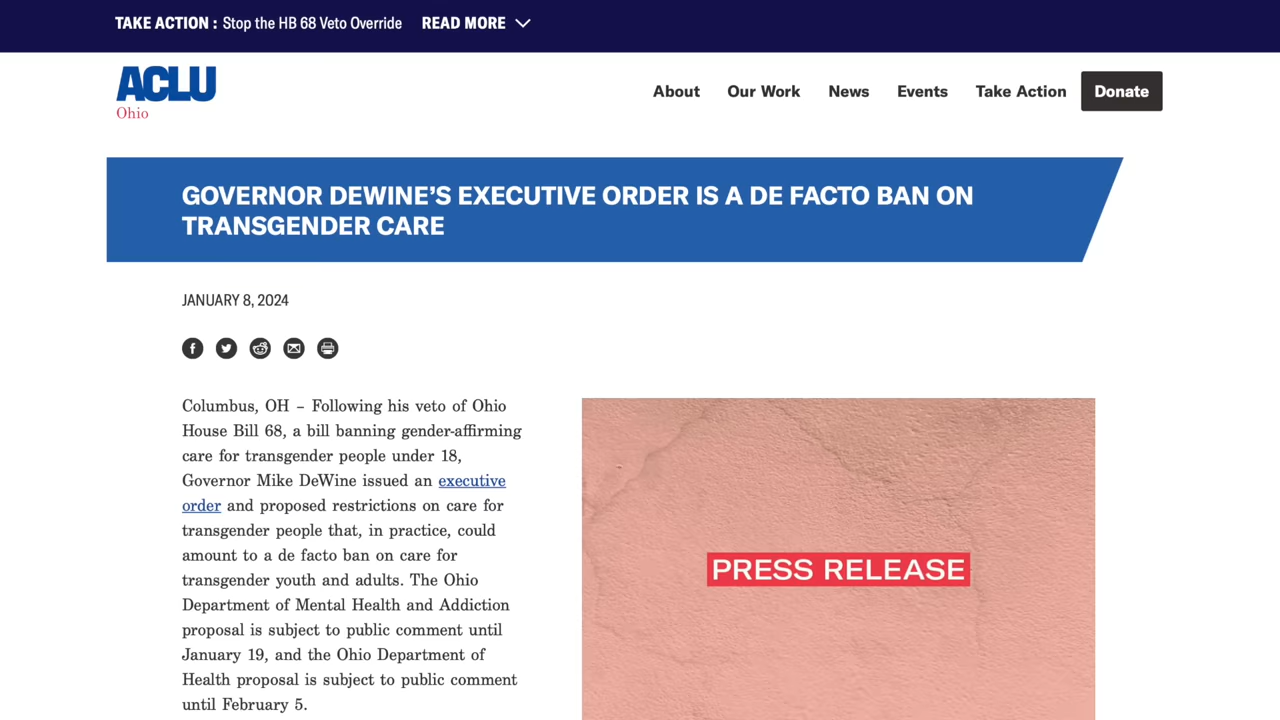 TAKE ACTION : Stop the HB 68 Veto Override READ MORE
ACLU
Ohio
About Our Work News Events Take Action Donate
GOVERNOR DEWINE'S EXECUTIVE ORDER IS A DE FACTO BAN ON
TRANSGENDER CARE
JANUARY 8, 2024
Columbus, OH – Following his veto of Ohio
House Bill 68, a bill banning gender-affirming
care for transgender people under 18,
Governor Mike DeWine issued an executive
order and proposed restrictions on care for
transgender people that, in practice, could
amount to a de facto ban on care for
transgender youth and adults. The Ohio
Department of Mental Health and Addiction
proposal is subject to public comment until
January 19, and the Ohio Department of
Health proposal is subject to public comment
until February 5.
PRESS RELEASE